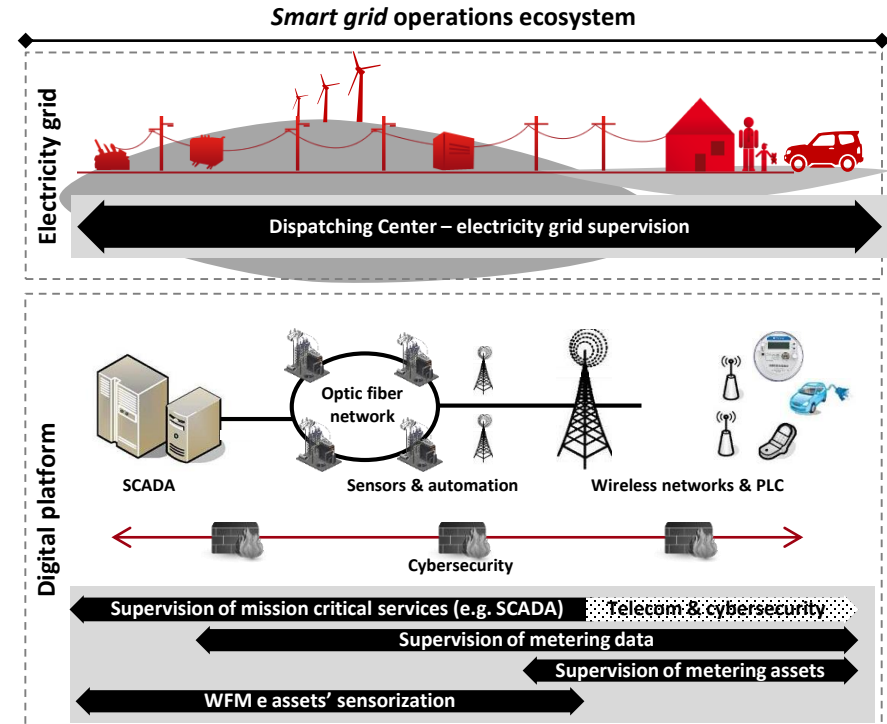 Smart grid operations ecosystem
Electricity grid
Dispatching Center – electricity grid supervision
Digital platform
Optic fiber
network
SCADA
Sensors & automation
Wireless networks & PLC
Cybersecurity
Supervision of mission critical services (e.g. SCADA)
Telecom & cybersecurity
Supervision of metering data
Supervision of metering assets
WFM e assets’ sensorization